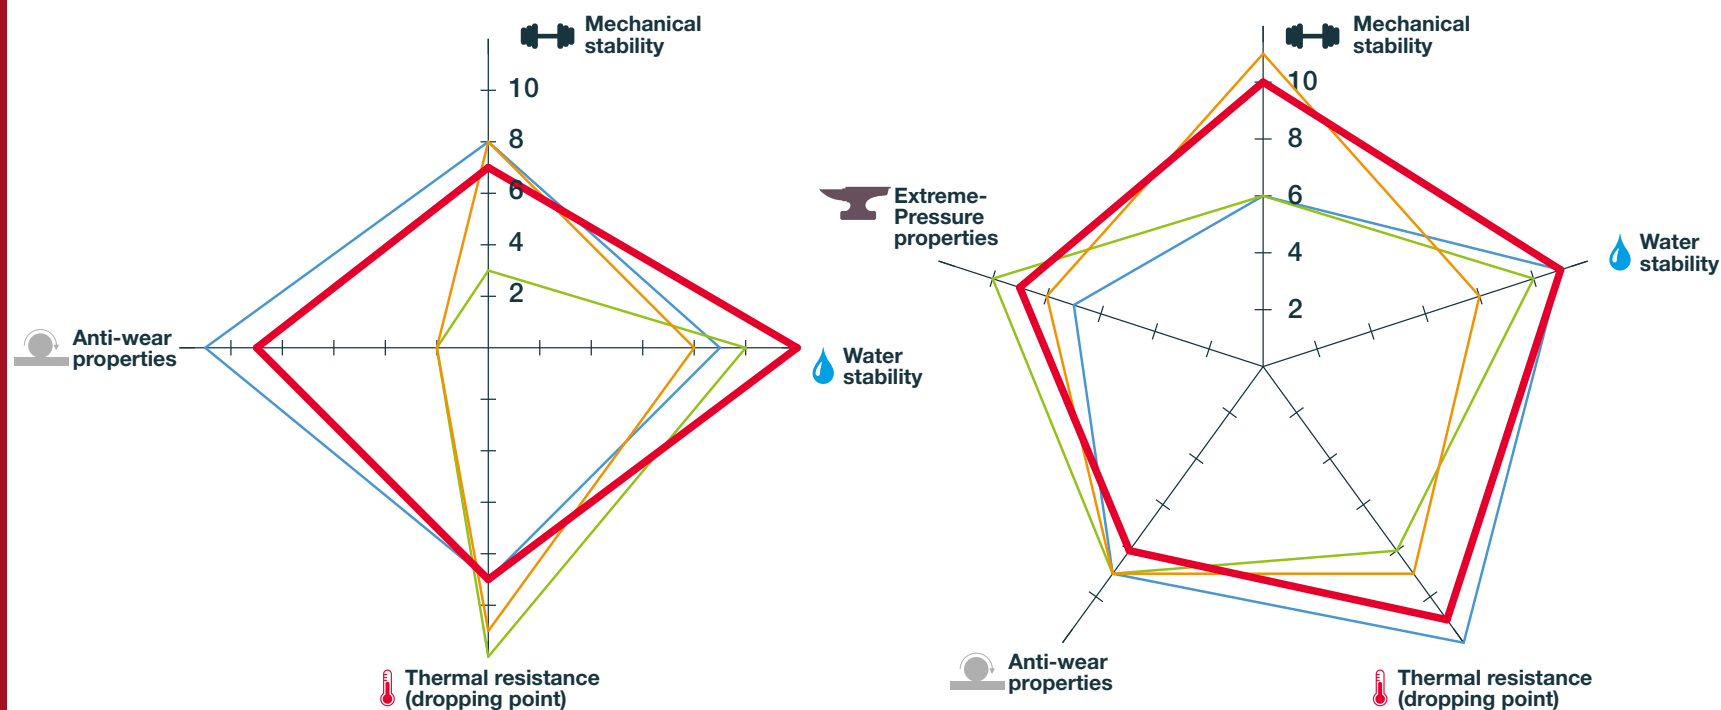 Mechanical
stability
10
8
6
4
2
Anti-wear
properties
Water
stability
Thermal resistance
(dropping point)
Mechanical
stability
10
8
6
4
2
Extreme-
Pressure
properties
Water
stability
Anti-wear
properties
Thermal resistance
(dropping point)